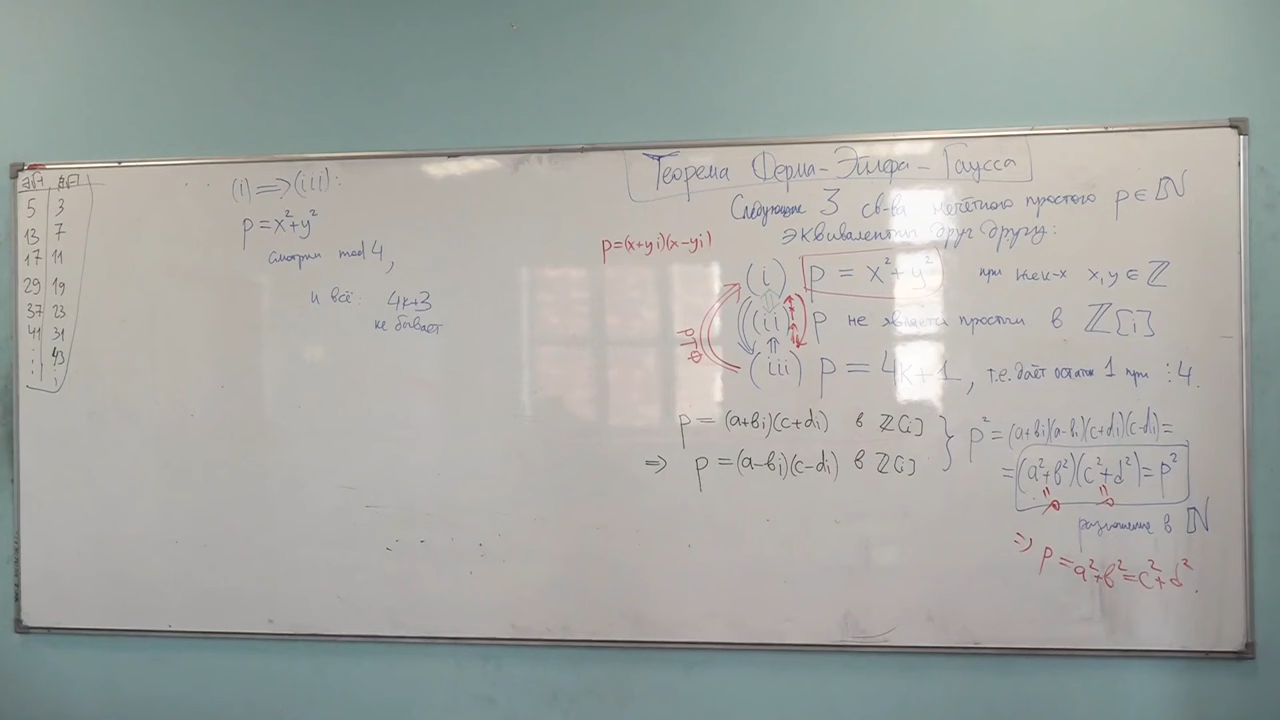 5 3
13 7
17 11
29 19
37 23
41 31
⋮ 43
⋮
(i) ⟹ (iii):
p = x² + y²
смотрим mod 4,
и всё: 4k+3
не бывает
Теорема Ферма-Эйлера-Гаусса
Следующие 3 св-ва нечётного простого p ∈ ℕ
эквивалентны друг другу:
p=(x+yi)(x-yi)
(i) p = x² + y² при нек-х x, y ∈ ℤ
(ii) p не является простым в ℤ[i]
РТФ
(iii) p = 4k+1, т.е. даёт остаток 1 при ⋮ 4.
p = (a+bi)(c+di) в ℤ[i]
⟹ p = (a-bi)(c-di) в ℤ[i]
p² = (a+bi)(a-bi)(c+di)(c-di) =
= (a²+b²)(c²+d²) = p²
p p
разложение в ℕ
⟹ p = a²+b² = c²+d².